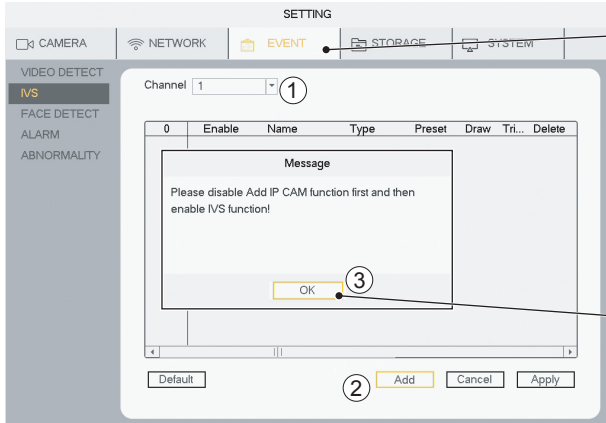 SETTING
CAMERA NETWORK EVENT STORAGE SYSTEM
VIDEO DETECT
IVS
FACE DETECT
ALARM
ABNORMALITY
Channel 1 1
0 Enable Name Type Preset Draw Tri... Delete
Message
Please disable Add IP CAM function first and then
enable IVS function!
OK 3
Default 2 Add Cancel Apply